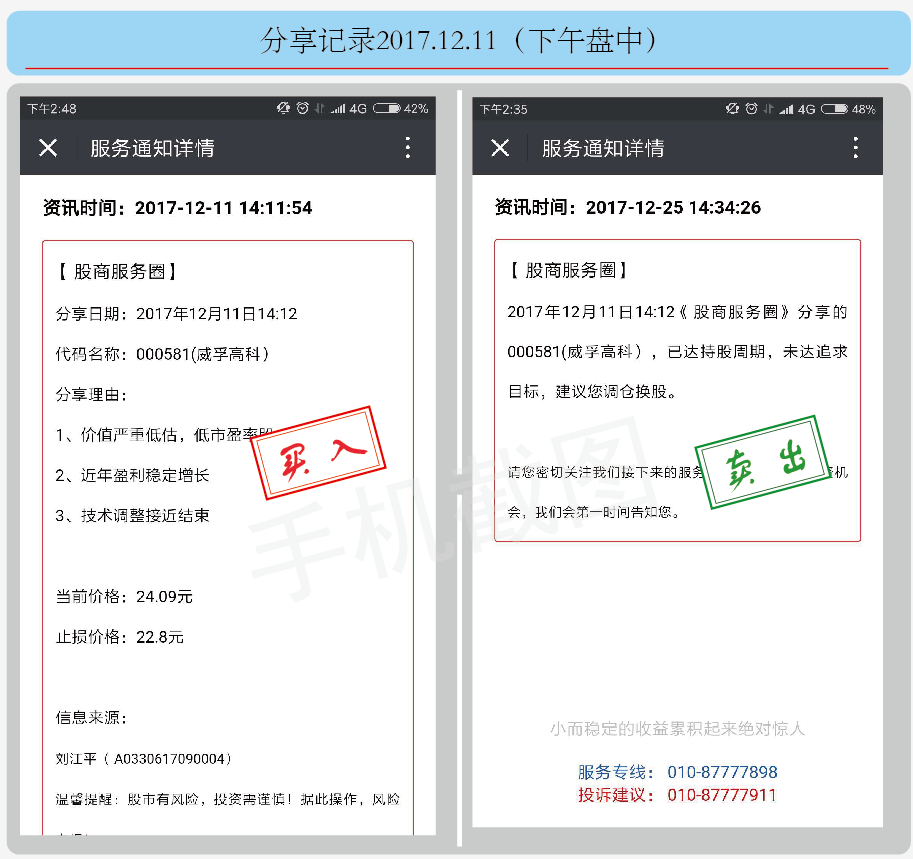 分享记录2017.12.11（下午盘中）
下午2:48
4G
42%
服务通知详情
资讯时间：2017-12-11 14:11:54
【 股商服务圈】
分享日期：2017年12月11日14:12
代码名称：000581(威孚高科）
分享理由：
1、价值严重低估，低市盈率
2、近年盈利稳定增长
3、技术调整接近结束
买入
当前价格：24.09元
止损价格：22.8元
信息来源：
刘江平（ A0330617090004）
温馨提醒：股市有风险，投资需谨慎！据此操作，风险
下午2:35
4G
48%
服务通知详情
资讯时间：2017-12-25 14:34:26
【 股商服务圈】
2017年12月11日14:12《 股商服务圈》分享的
000581(威孚高科），已达持股周期，未达追求
目标，建议您调仓换股。
请您密切关注我们接下来的服务
机
会，我们会第一时间告知您。
卖出
小而稳定的收益累积起来绝对惊人
服务专线： 010-87777898
投诉建议： 010-87777911
手机截图